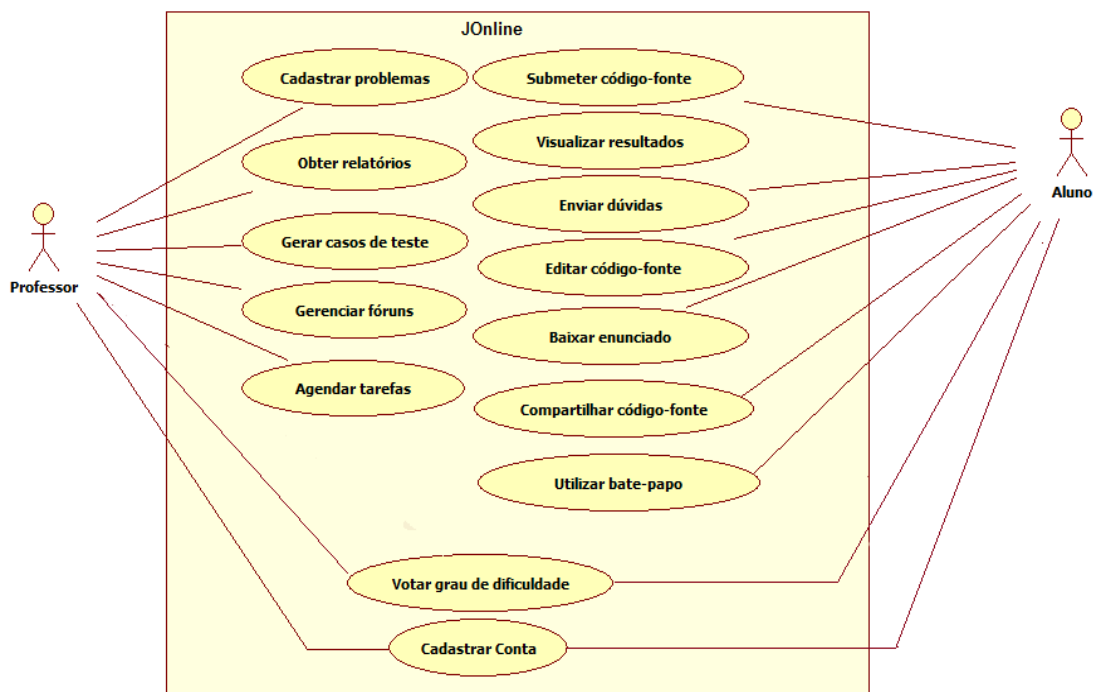 JOnline
Cadastrar problemas
Submeter código-fonte
Visualizar resultados
Obter relatórios
Enviar dúvidas
Aluno
Gerar casos de teste
Editar código-fonte
Professor
Gerenciar fóruns
Baixar enunciado
Agendar tarefas
Compartilhar código-fonte
Utilizar bate-papo
Votar grau de dificuldade
Cadastrar Conta